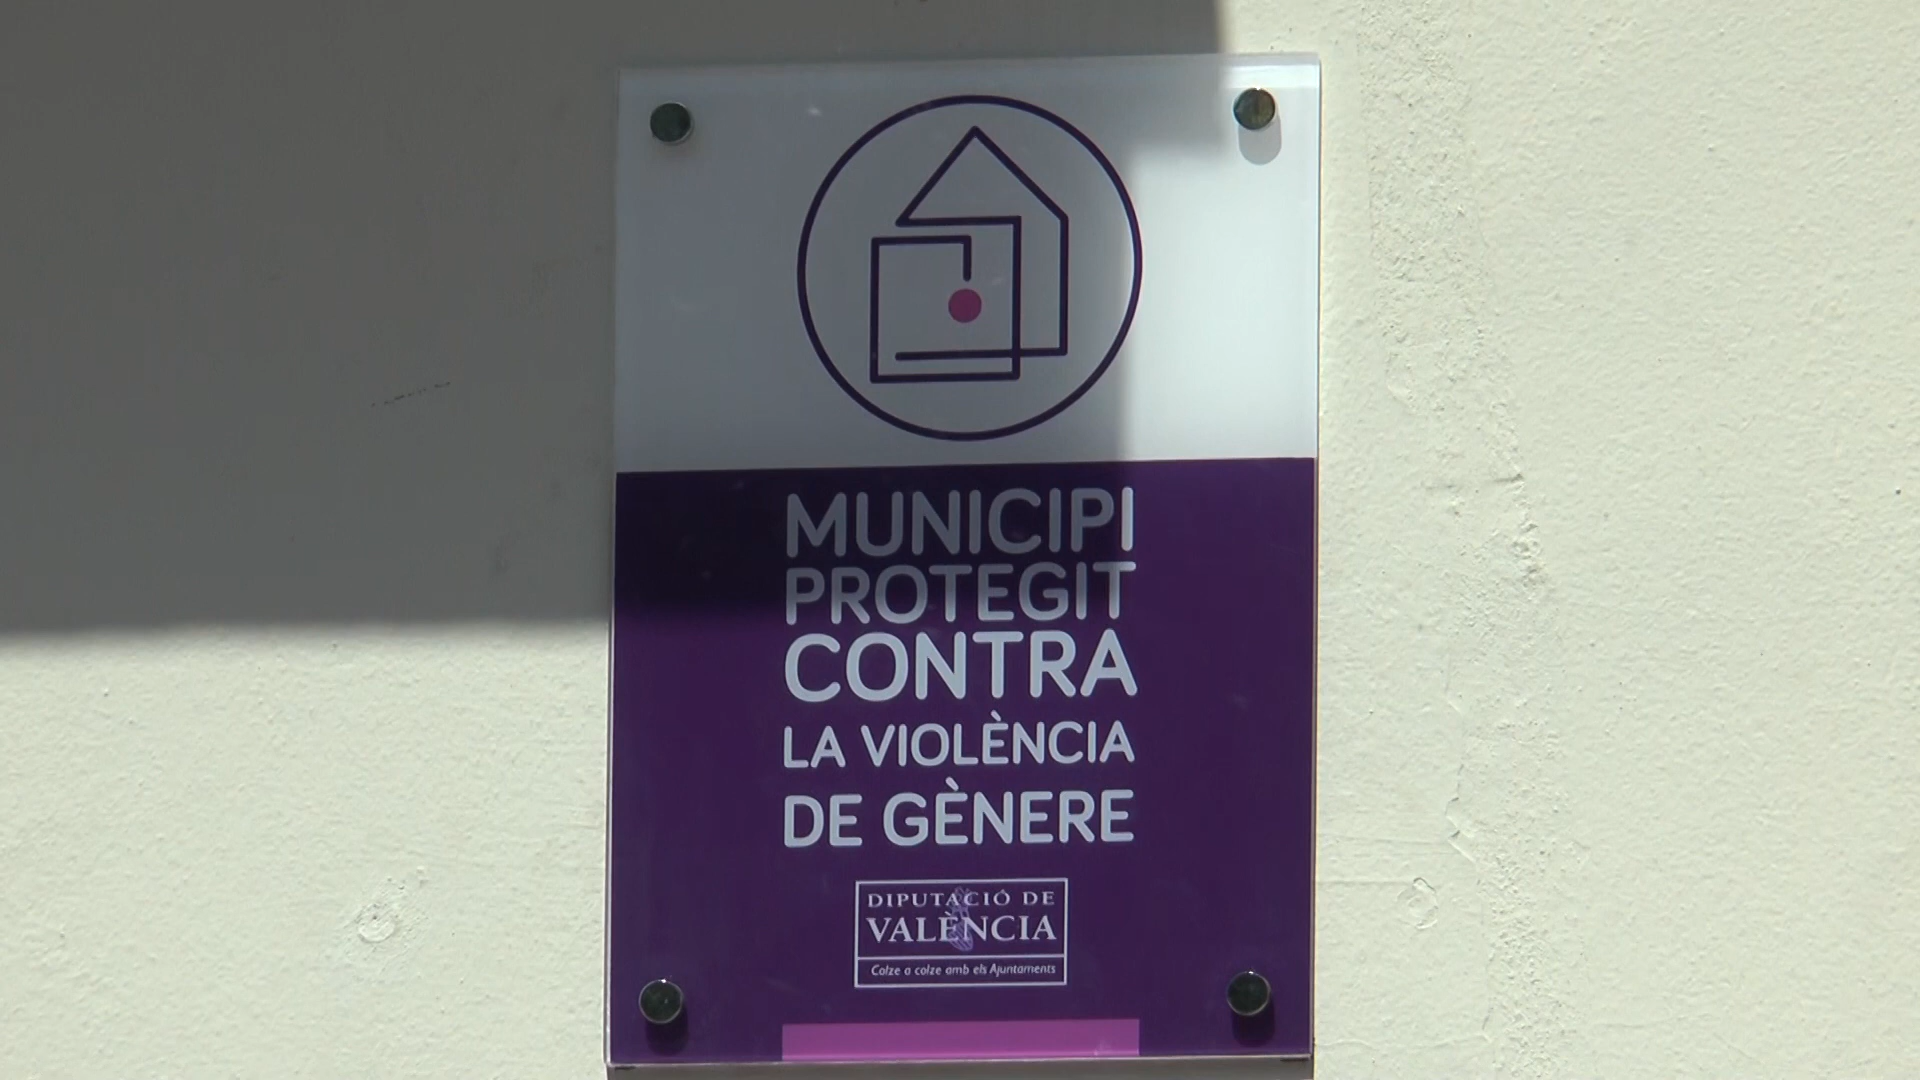 MUNICIPI
PROTEGIT
CONTRA
LA VIOLÈNCIA
DE GÈNERE
DIPUTACIÓ DE
VALÈNCIA
Colze a colze amb els Ajuntaments